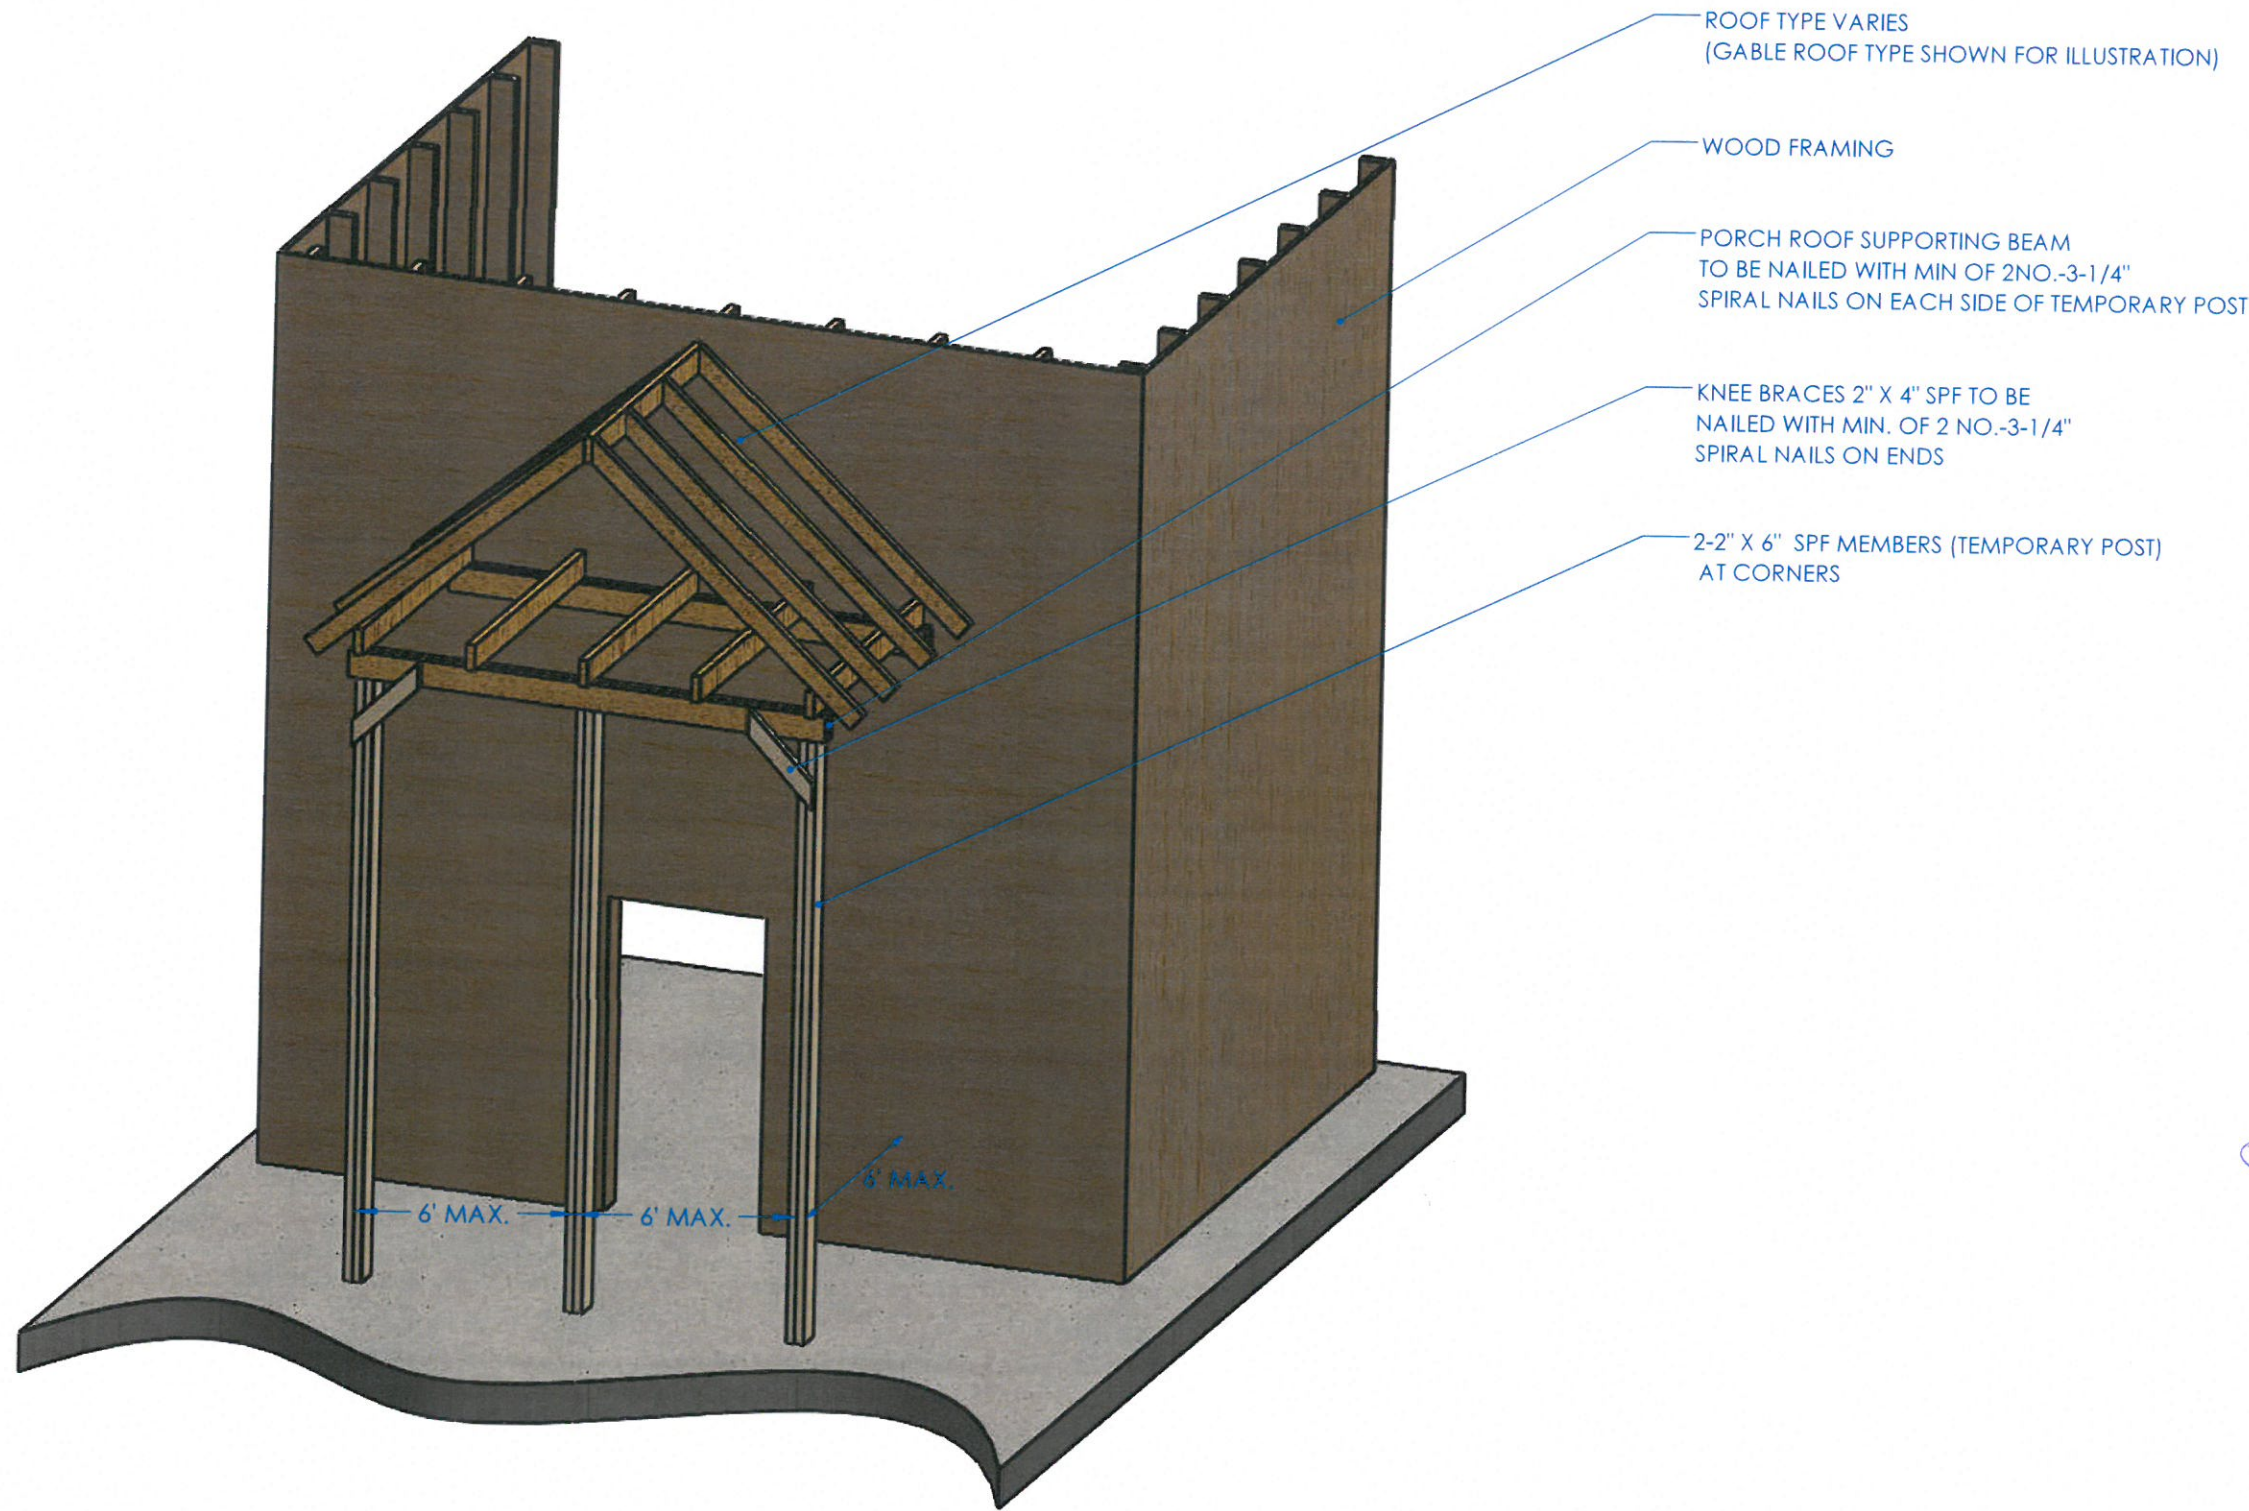 ROOF TYPE VARIES
(GABLE ROOF TYPE SHOWN FOR ILLUSTRATION)
WOOD FRAMING
PORCH ROOF SUPPORTING BEAM
TO BE NAILED WITH MIN OF 2NO.-3-1/4"
SPIRAL NAILS ON EACH SIDE OF TEMPORARY POST
KNEE BRACES 2" X 4" SPF TO BE
NAILED WITH MIN. OF 2 NO.-3-1/4"
SPIRAL NAILS ON ENDS
2-2" X 6" SPF MEMBERS (TEMPORARY POST)
AT CORNERS
6' MAX.
6' MAX.
6' MAX.